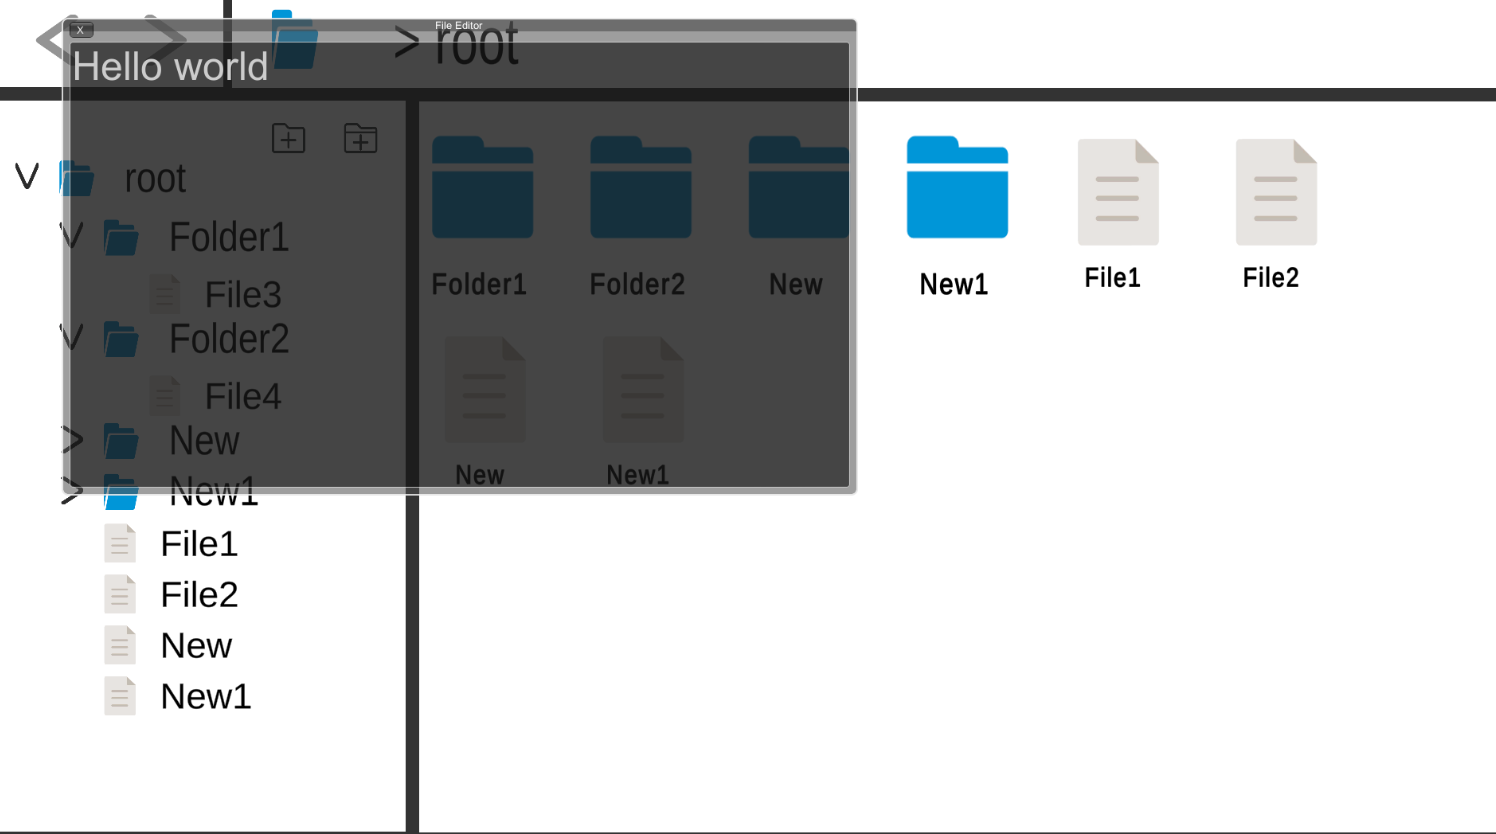 File Editor
X
> root
Hello world
root
Folder1
File3
Folder2
File4
New
New1
File1
File2
New
New1
Folder1
Folder2
New
New1
File1
File2
New
New1